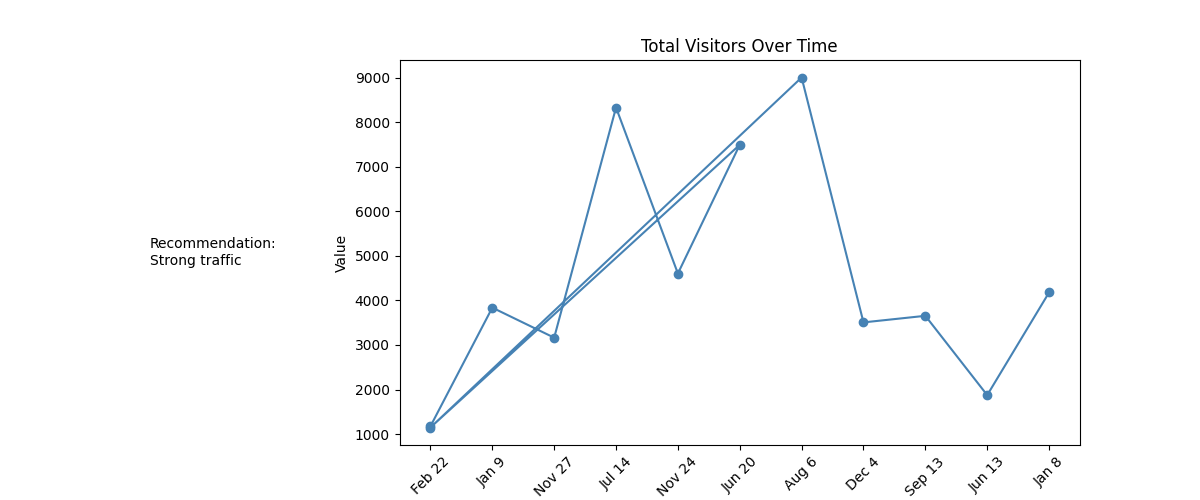 Total Visitors Over Time
Recommendation:
Strong traffic
Value
9000
8000
7000
6000
5000
4000
3000
2000
1000
Feb 22
Jan 9
Nov 27
Jul 14
Nov 24
Jun 20
Aug 6
Dec 4
Sep 13
Jun 13
Jan 8